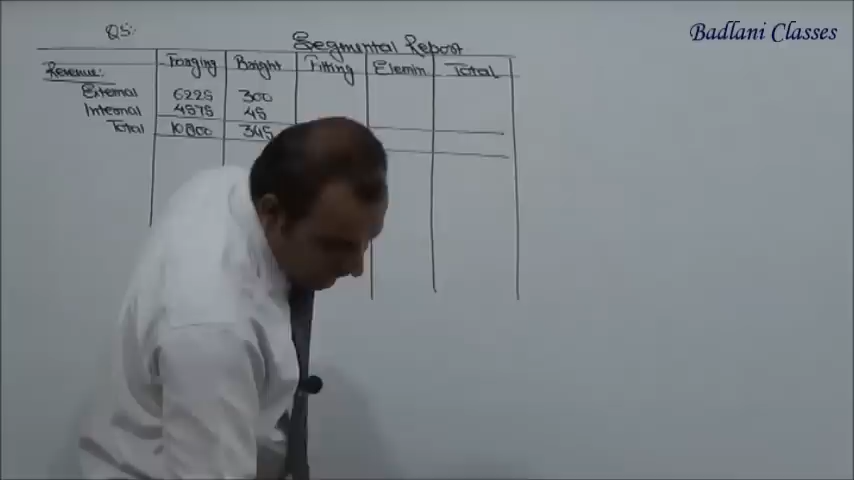 Badlani Classes
Q5:
Segmental Report
Forging Bright Fitting Elemin. Total
Revenue:
External 6225 300
Internal 4575 45
Total 10800 345